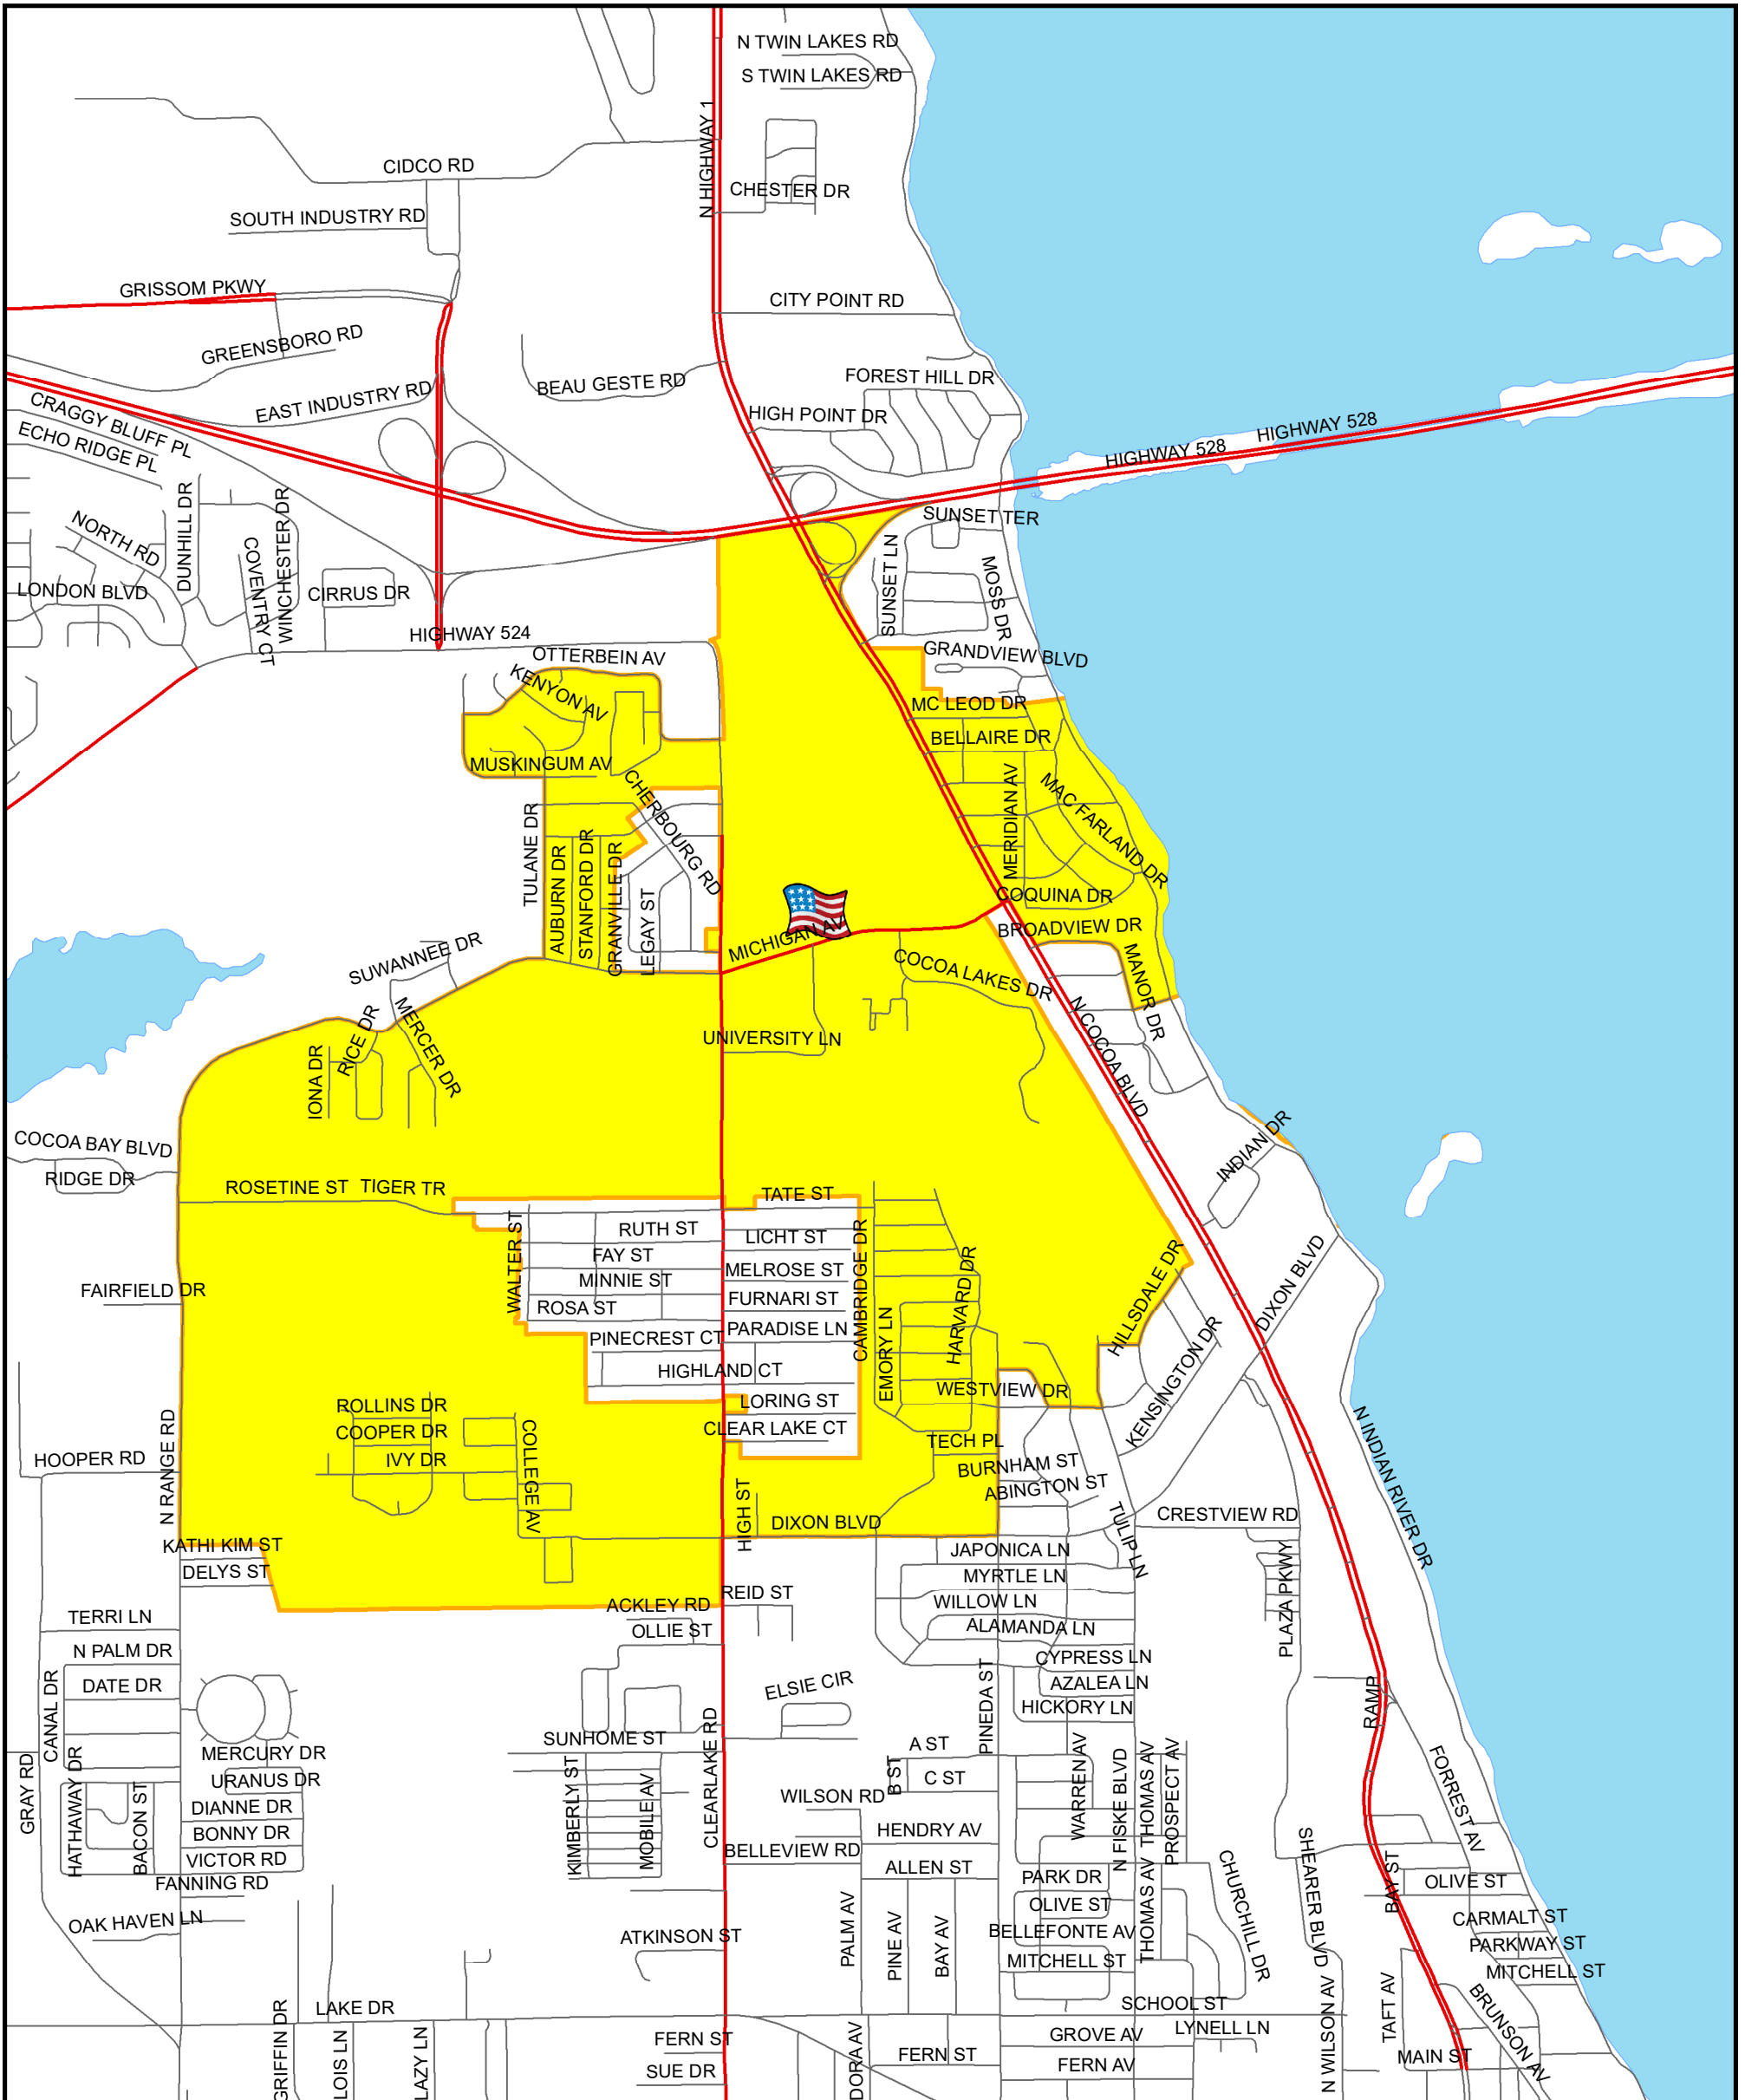 N TWIN LAKES RD
S TWIN LAKES RD
N HIGHWAY 1
CIDCO RD
CHESTER DR
SOUTH INDUSTRY RD
GRISSOM PKWY
CITY POINT RD
GREENSBORO RD
BEAU GESTE RD
FOREST HILL DR
EAST INDUSTRY RD
CRAGGY BLUFF PL
HIGH POINT DR
ECHO RIDGE PL
HIGHWAY 528
HIGHWAY 528
NORTH RD
DUNHILL DR
WINCHESTER DR
COVENTRY CT
SUNSET TER
SUNSET LN
MOSS DR
LONDON BLVD
CIRRUS DR
HIGHWAY 524
OTTERBEIN AV
GRANDVIEW BLVD
KENYON AV
MC LEOD DR
BELLAIRE DR
MUSKINGUM AV
CHERBOURG RD
MERIDIAN AV
MAC FARLAND DR
TULANE DR
AUBURN DR
STANFORD DR
GRANVILLE DR
LEGAY ST
COQUINA DR
MICHIGAN AV
BROADVIEW DR
SUWANNEE DR
COCOA LAKES DR
MANOR DR
N COCOA BLVD
RICE DR
MERCER DR
IONA DR
UNIVERSITY LN
COCOA BAY BLVD
RIDGE DR
INDIAN DR
ROSETINE ST
TIGER TR
TATE ST
WALTER ST
RUTH ST
LICHT ST
FAY ST
MELROSE ST
MINNIE ST
CAMBRIDGE DR
HARVARD DR
HILLSDALE DR
DIXON BLVD
FAIRFIELD DR
ROSA ST
FURNARI ST
PINECREST CT
PARADISE LN
EMORY LN
HIGHLAND CT
KENSINGTON DR
WESTVIEW DR
ROLLINS DR
LORING ST
COOPER DR
CLEAR LAKE CT
COLLEGE AV
N RANGE RD
HOOPER RD
IVY DR
TECH PL
BURNHAM ST
ABINGTON ST
N INDIAN RIVER DR
HIGH ST
DIXON BLVD
TULIP LN
CRESTVIEW RD
KATHI KIM ST
DELYS ST
JAPONICA LN
MYRTLE LN
PLAZA PKWY
REID ST
ACKLEY RD
WILLOW LN
TERRI LN
OLLIE ST
ALAMANDA LN
N PALM DR
CYPRESS LN
DATE DR
CANAL DR
ELSIE CIR
PINEDA ST
AZALEA LN
HICKORY LN
RAMP
CLEARLAKE RD
SUNHOME ST
A ST
MERCURY DR
HATHAWAY DR
GRAY RD
URANUS DR
B ST
C ST
WARREN AV
N FISKE BLVD
THOMAS AV
PROSPECT AV
FORREST AV
BACON ST
DIANNE DR
KIMBERLY ST
MOBILE AV
WILSON RD
BONNY DR
HENDRY AV
VICTOR RD
BELLEVIEW RD
ALLEN ST
SHEARER BLVD
FANNING RD
PARK DR
CHURCHILL DR
BAY ST
OLIVE ST
OLIVE ST
THOMAS AV
OAK HAVEN LN
PALM AV
PINE AV
BAY AV
ATKINSON ST
BELLEFONTE AV
CARMALT ST
PARKWAY ST
MITCHELL ST
MITCHELL ST
LAKE DR
SCHOOL ST
N WILSON AV
TAFT AV
BRUNSON AV
GRIFFIN DR
LOIS LN
LAZY LN
FERN ST
DORA AV
GROVE AV
LYNELL LN
FERN ST
FERN AV
MAIN ST
SUE DR